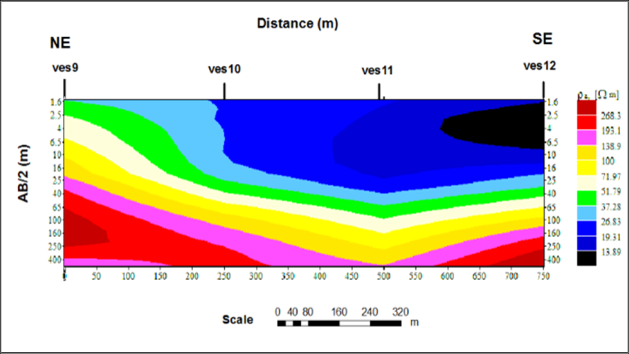 Distance (m)
NE SE
ves9 ves10 ves11 ves12
ρa, [Ω m]
AB/2 (m)
1.6 1.6
2.5 2.5
4 4
6.5 6.5
10 10
16 16
25 25
40 40
65 65
100 100
160 160
250 250
400 400
268.3
193.1
138.9
100
71.97
51.79
37.28
26.83
19.31
13.89
0 50 100 150 200 250 300 350 400 450 500 550 600 650 700 750
Scale 0 40 80 160 240 320
m